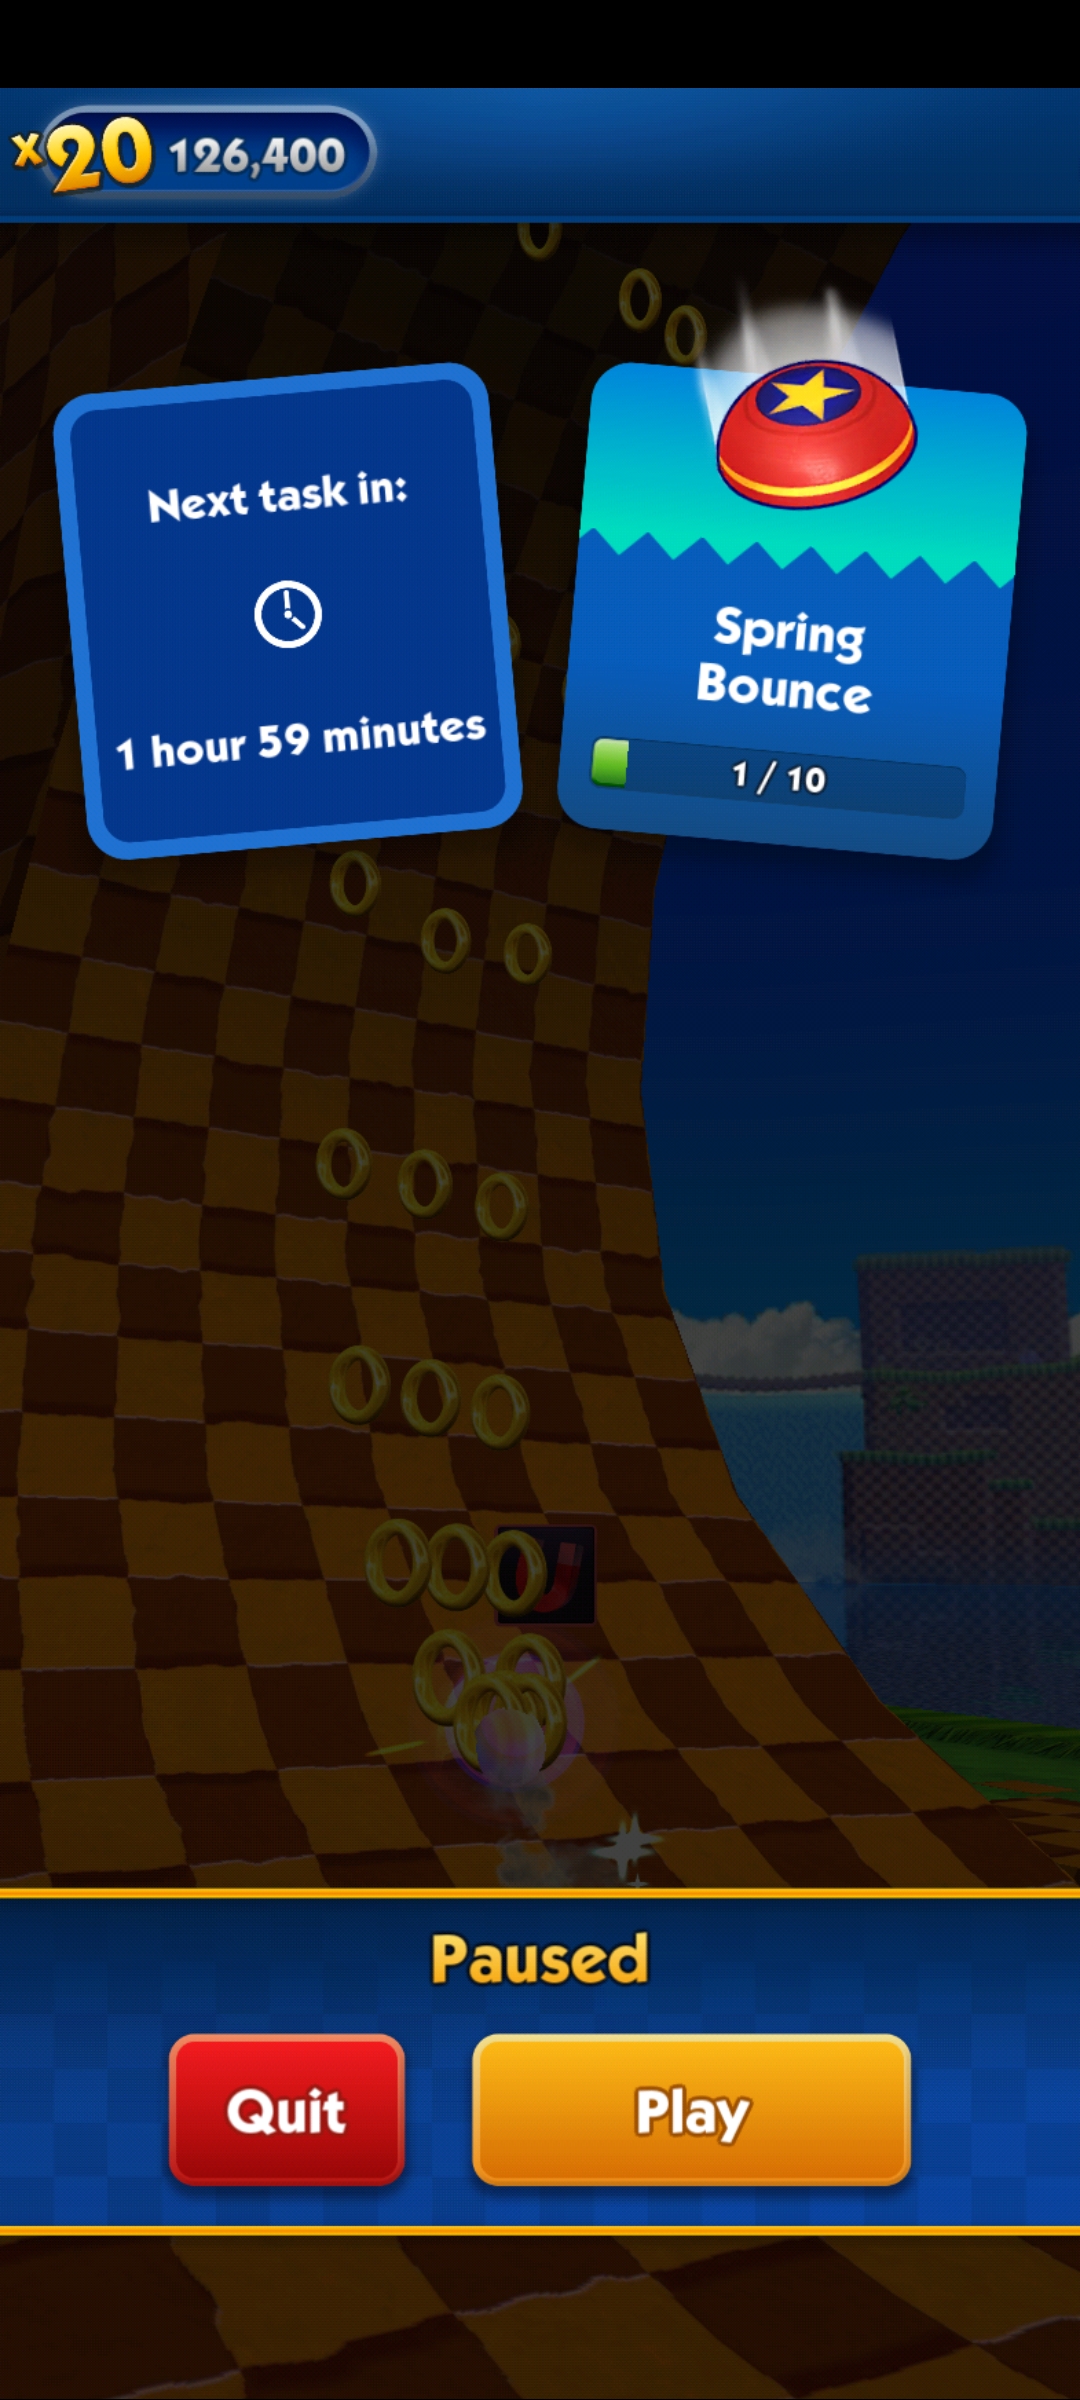 x20 126,400
Next task in:
1 hour 59 minutes
Spring
Bounce
1 / 10
Paused
Quit
Play